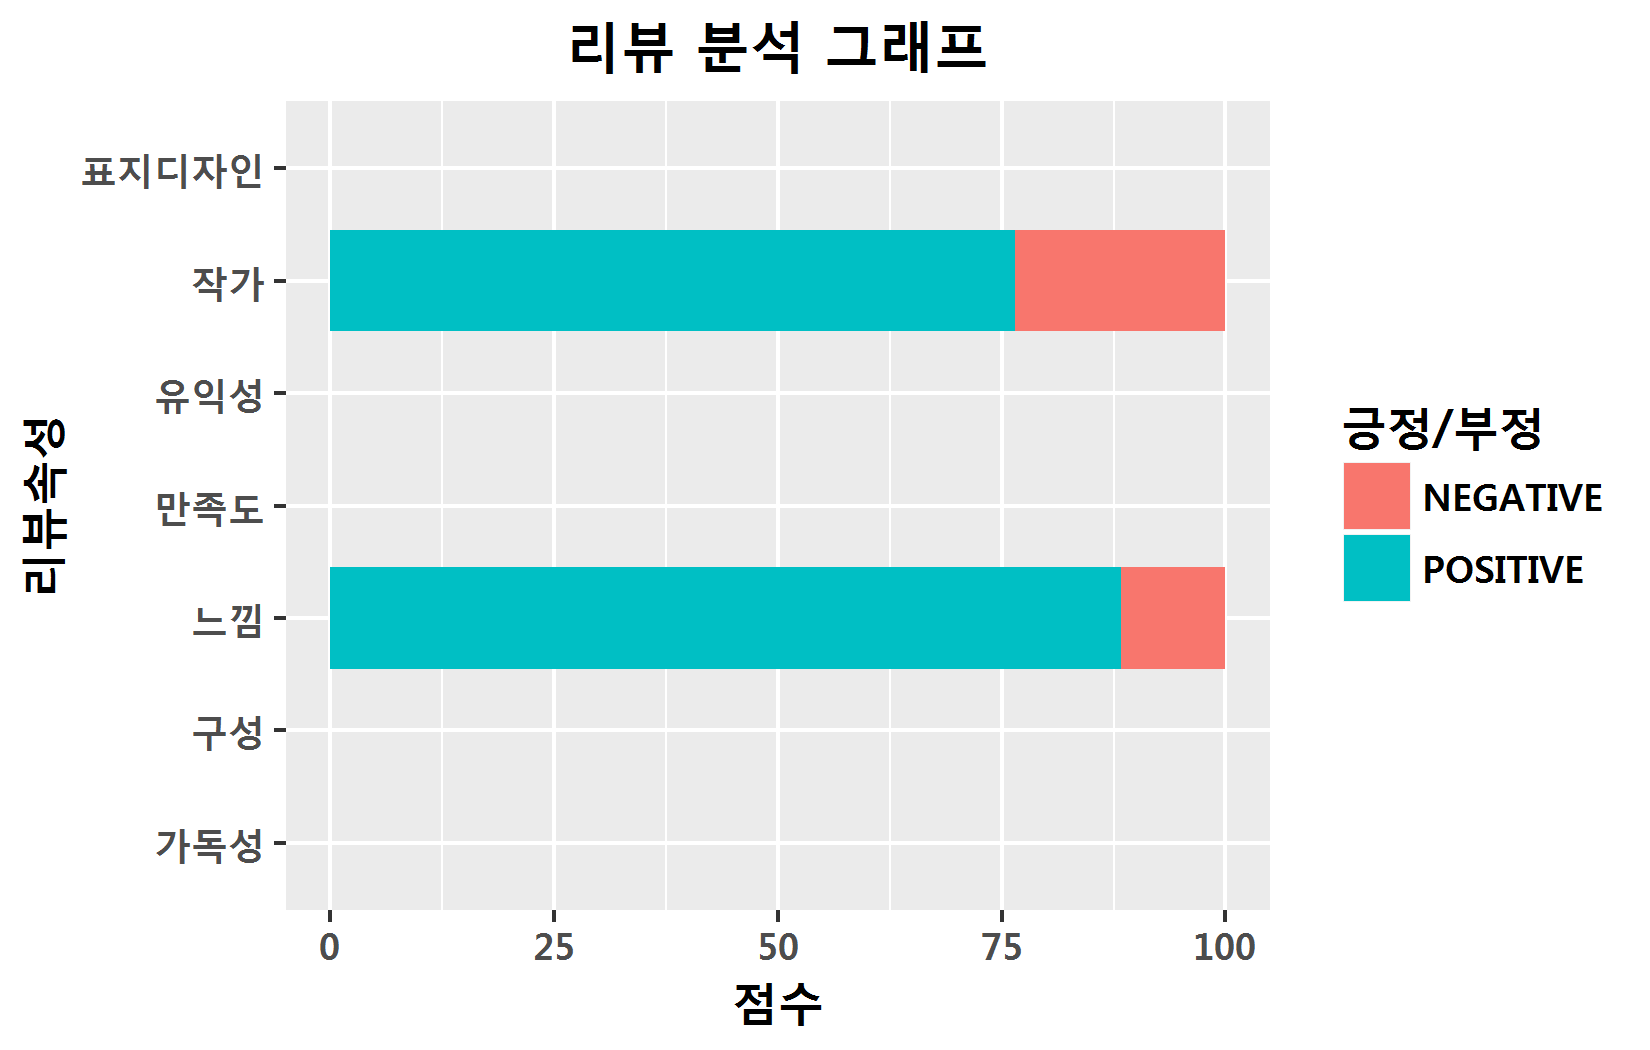 리뷰 분석 그래프
리뷰속성
표지디자인
작가
유익성
만족도
느낌
구성
가독성
0 25 50 75 100
점수
긍정/부정
NEGATIVE
POSITIVE